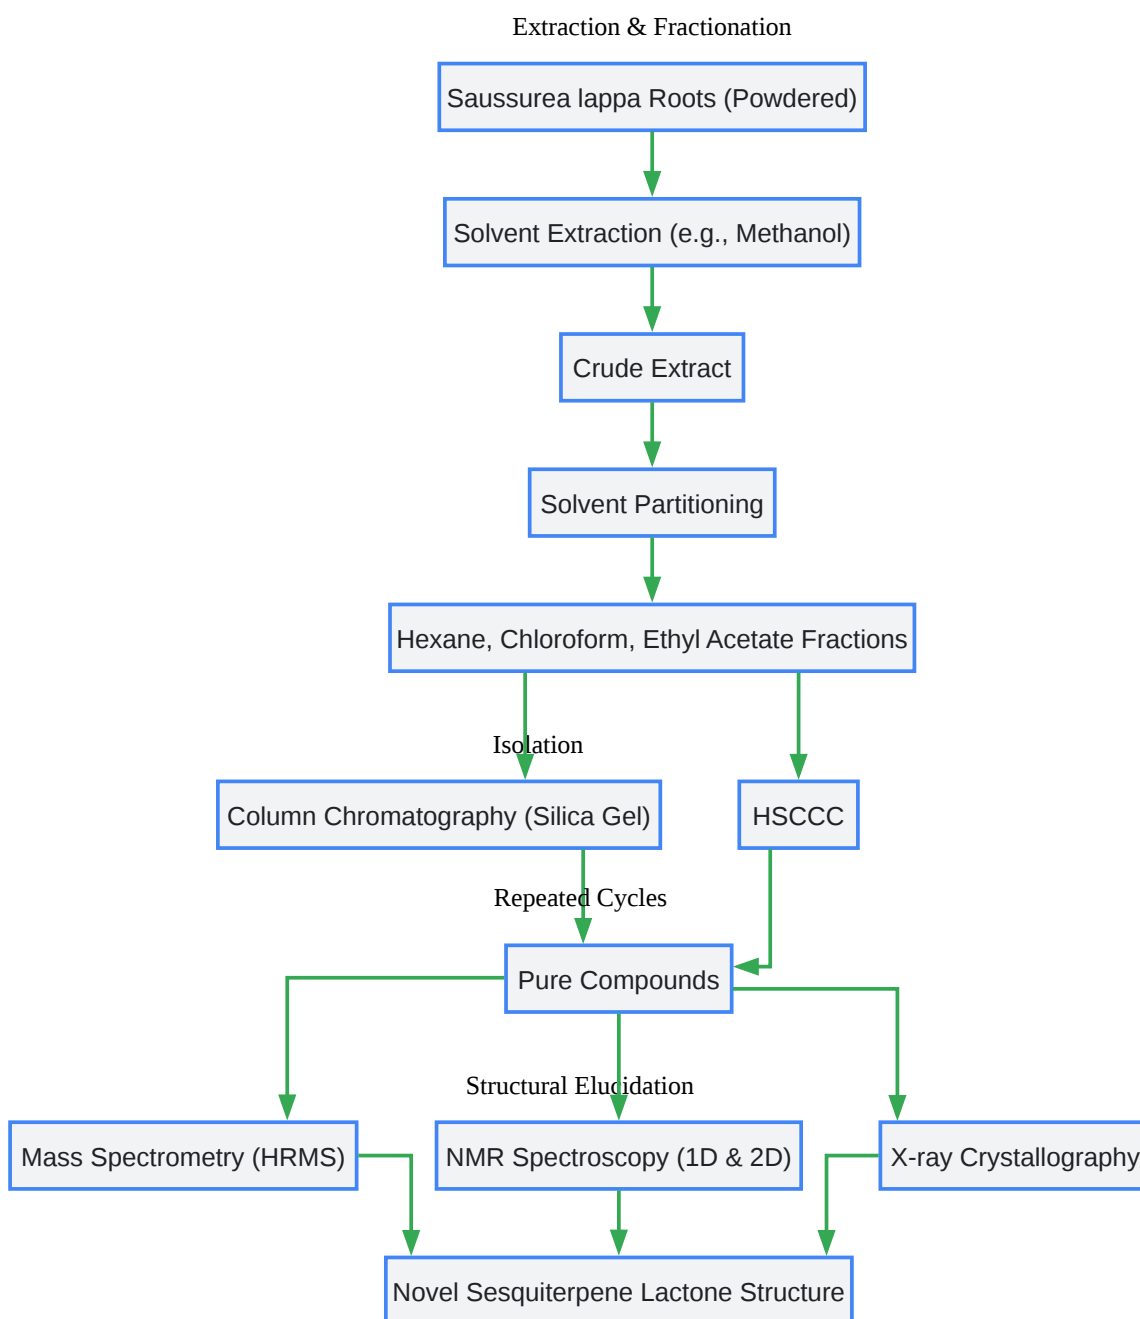 Extraction & Fractionation
Saussurea lappa Roots (Powdered)
Solvent Extraction (e.g., Methanol)
Crude Extract
Solvent Partitioning
Hexane, Chloroform, Ethyl Acetate Fractions
Isolation
Column Chromatography (Silica Gel)
HSCCC
Repeated Cycles
Pure Compounds
Structural Elucidation
Mass Spectrometry (HRMS)
NMR Spectroscopy (1D & 2D)
X-ray Crystallography
Novel Sesquiterpene Lactone Structure